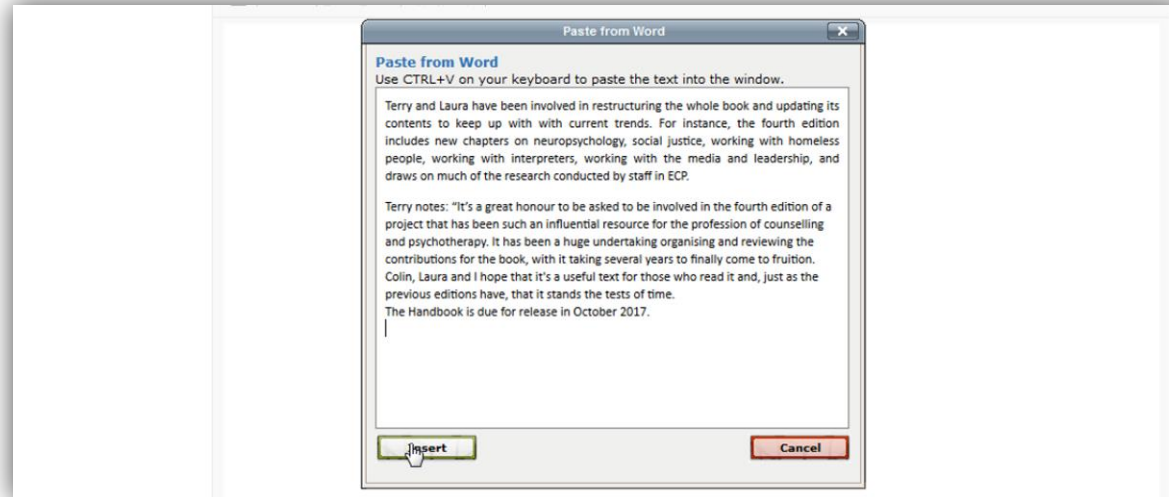 Paste from Word
Paste from Word
Use CTRL+V on your keyboard to paste the text into the window.
Terry and Laura have been involved in restructuring the whole book and updating its
contents to keep up with with current trends. For instance, the fourth edition
includes new chapters on neuropsychology, social justice, working with homeless
people, working with interpreters, working with the media and leadership, and
draws on much of the research conducted by staff in ECP.
Terry notes: “It’s a great honour to be asked to be involved in the fourth edition of a
project that has been such an influential resource for the profession of counselling
and psychotherapy. It has been a huge undertaking organising and reviewing the
contributions for the book, with it taking several years to finally come to fruition.
Colin, Laura and I hope that it's a useful text for those who read it and, just as the
previous editions have, that it stands the tests of time.
The Handbook is due for release in October 2017.
Insert Cancel